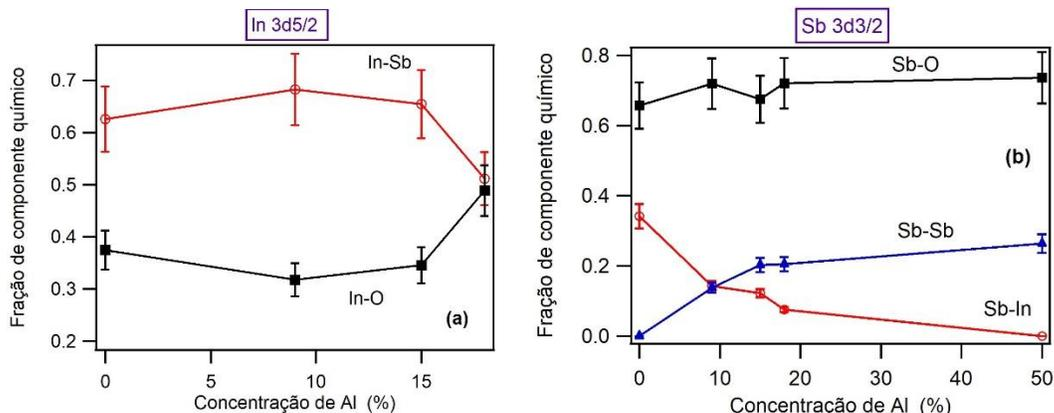 In 3d5/2
Fração de componente químico
0.7
0.6
0.5
0.4
0.3
0.2
In-Sb
In-O
(a)
0 5 10 15
Concentração de Al (%)
Sb 3d3/2
Fração de componente químico
0.8
0.6
0.4
0.2
0.0
Sb-O
(b)
Sb-Sb
Sb-In
0 10 20 30 40 50
Concentração de Al (%)